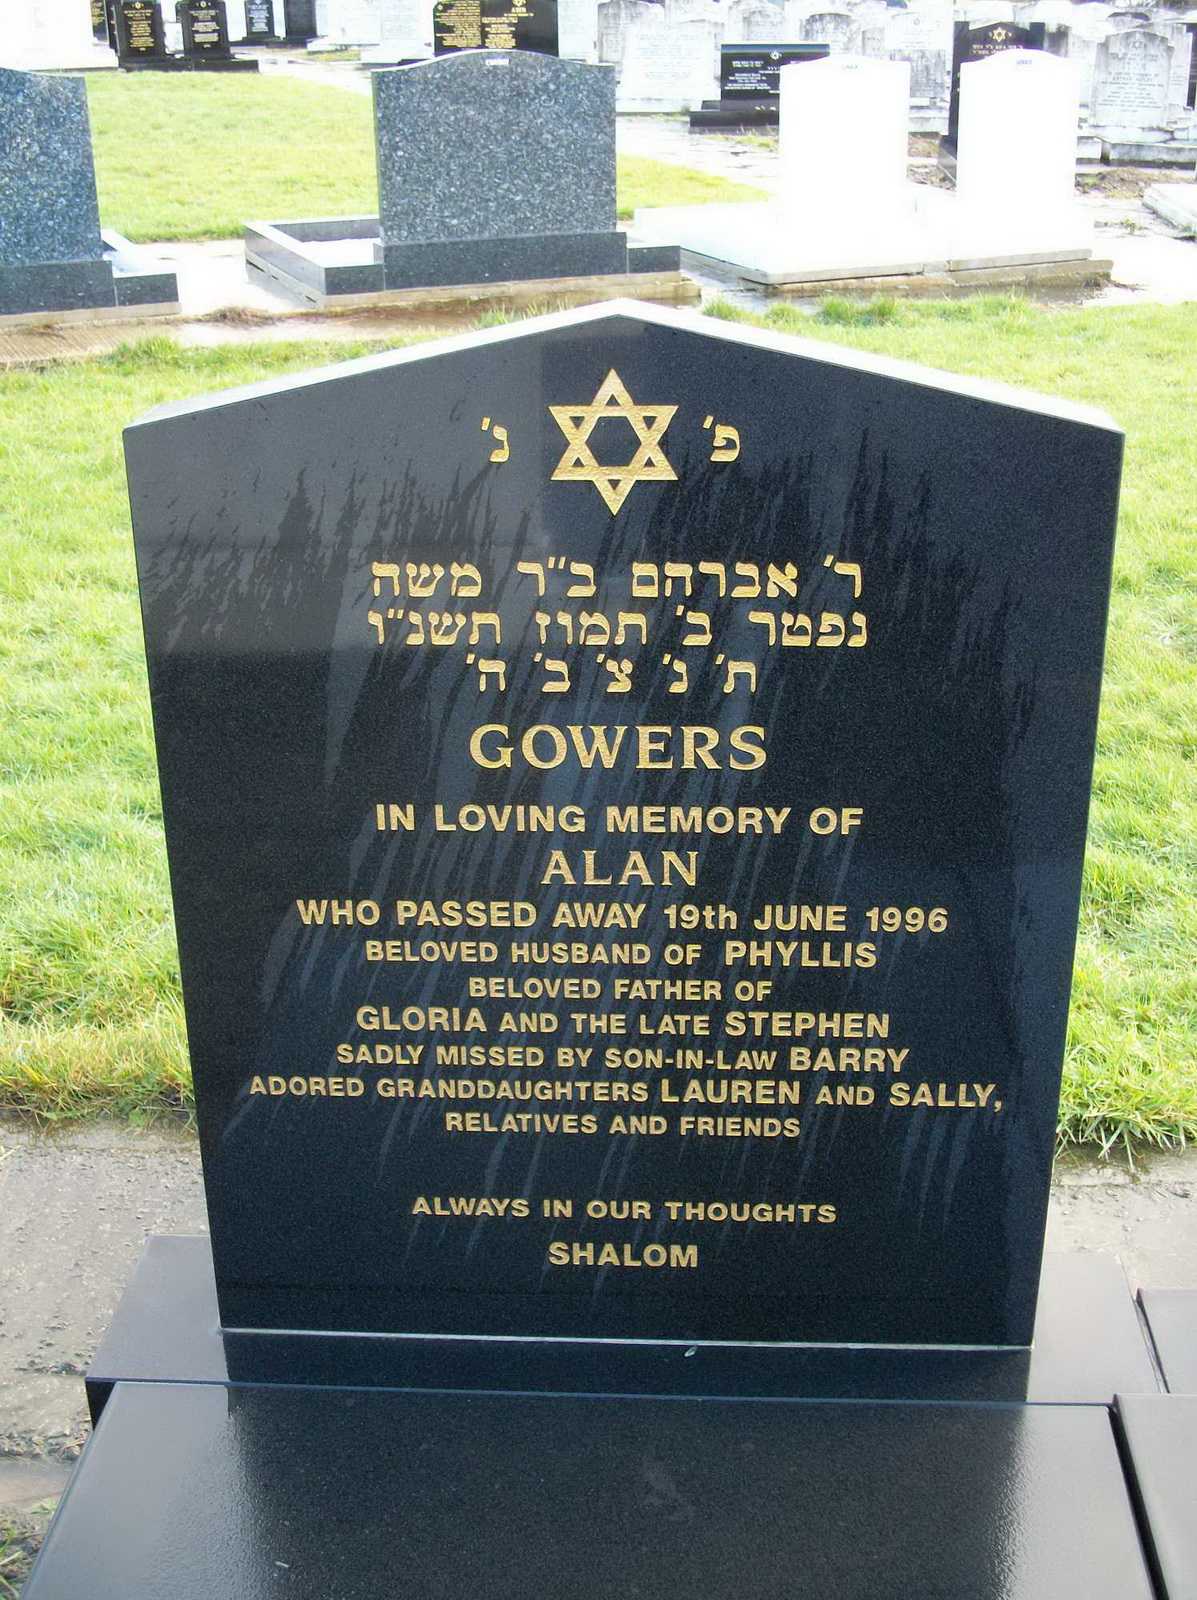 פ' נ'
ר' אברהם ב"ר משה
נפטר ב' תמוז תשנ"ו
ת' נ' צ' ב' ה'
GOWERS
IN LOVING MEMORY OF
ALAN
WHO PASSED AWAY 19th JUNE 1996
BELOVED HUSBAND OF PHYLLIS
BELOVED FATHER OF
GLORIA AND THE LATE STEPHEN
SADLY MISSED BY SON-IN-LAW BARRY
ADORED GRANDDAUGHTERS LAUREN AND SALLY,
RELATIVES AND FRIENDS
ALWAYS IN OUR THOUGHTS
SHALOM